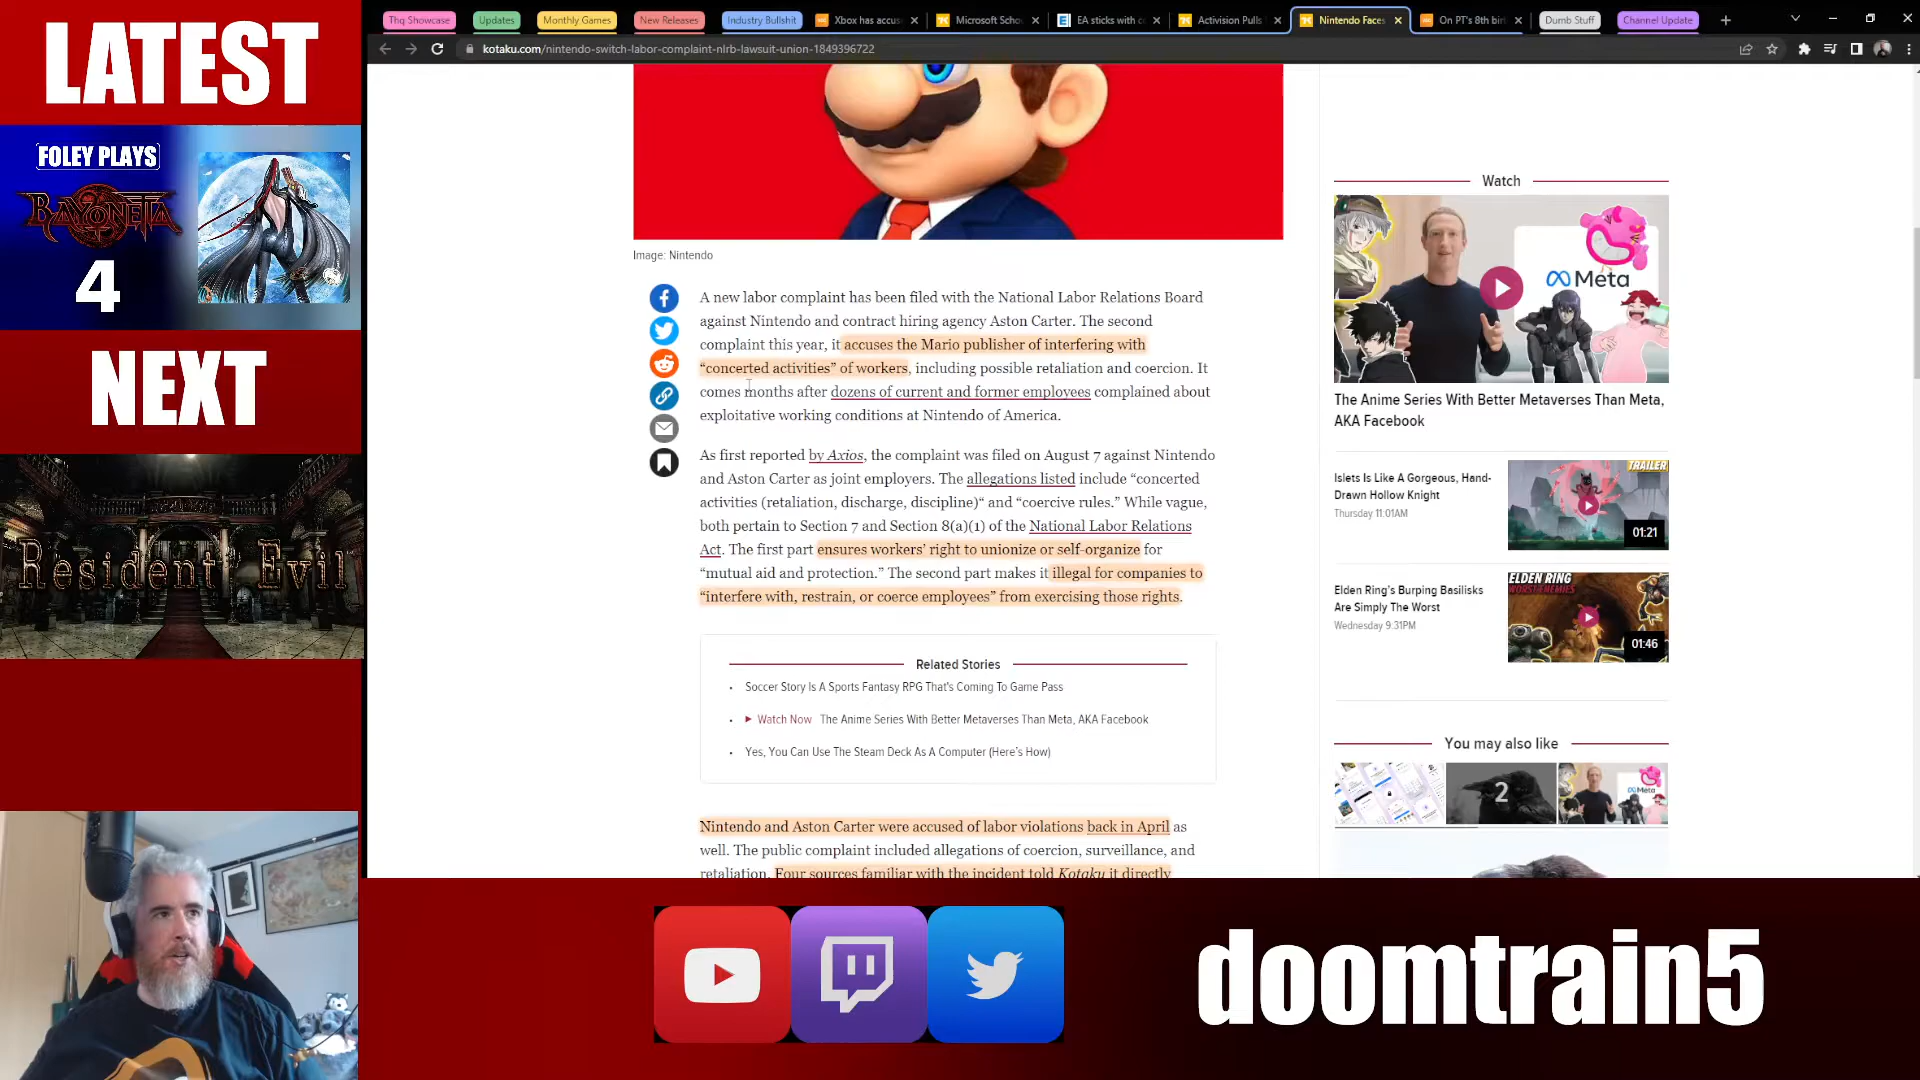 LATEST
FOLEY PLAYS
BAYONETTA
4
NEXT
Resident Evil
Thq Showcase
Updates
Monthly Games
New Releases
Industry Bullshit
Xbox has accus
Microsoft Scho
EA sticks with c
Activision Pulls
Nintendo Faces
On PT's 8th bir
Dumb Stuff
Channel Update
kotaku.com/nintendo-switch-labor-complaint-nlrb-lawsuit-union-1849396722
Image: Nintendo
A new labor complaint has been filed with the National Labor Relations Board
against Nintendo and contract hiring agency Aston Carter. The second
complaint this year, it accuses the Mario publisher of interfering with
“concerted activities” of workers, including possible retaliation and coercion. It
comes months after dozens of current and former employees complained about
exploitative working conditions at Nintendo of America.
As first reported by Axios, the complaint was filed on August 7 against Nintendo
and Aston Carter as joint employers. The allegations listed include “concerted
activities (retaliation, discharge, discipline)“ and “coercive rules.” While vague,
both pertain to Section 7 and Section 8(a)(1) of the National Labor Relations
Act. The first part ensures workers’ right to unionize or self-organize for
“mutual aid and protection.” The second part makes it illegal for companies to
“interfere with, restrain, or coerce employees” from exercising those rights.
Related Stories
Soccer Story Is A Sports Fantasy RPG That's Coming To Game Pass
Watch Now The Anime Series With Better Metaverses Than Meta, AKA Facebook
Yes, You Can Use The Steam Deck As A Computer (Here’s How)
Nintendo and Aston Carter were accused of labor violations back in April as
well. The public complaint included allegations of coercion, surveillance, and
retaliation. Four sources familiar with the incident told Kotaku it directly
Watch
Meta
The Anime Series With Better Metaverses Than Meta,
AKA Facebook
Islets Is Like A Gorgeous, Hand-
Drawn Hollow Knight
Thursday 11:01AM
TRAILER
01:21
Elden Ring’s Burping Basilisks
Are Simply The Worst
Wednesday 9:31PM
ELDEN RING
WORST ENEMIES
01:46
You may also like
2
Meta
doomtrain5